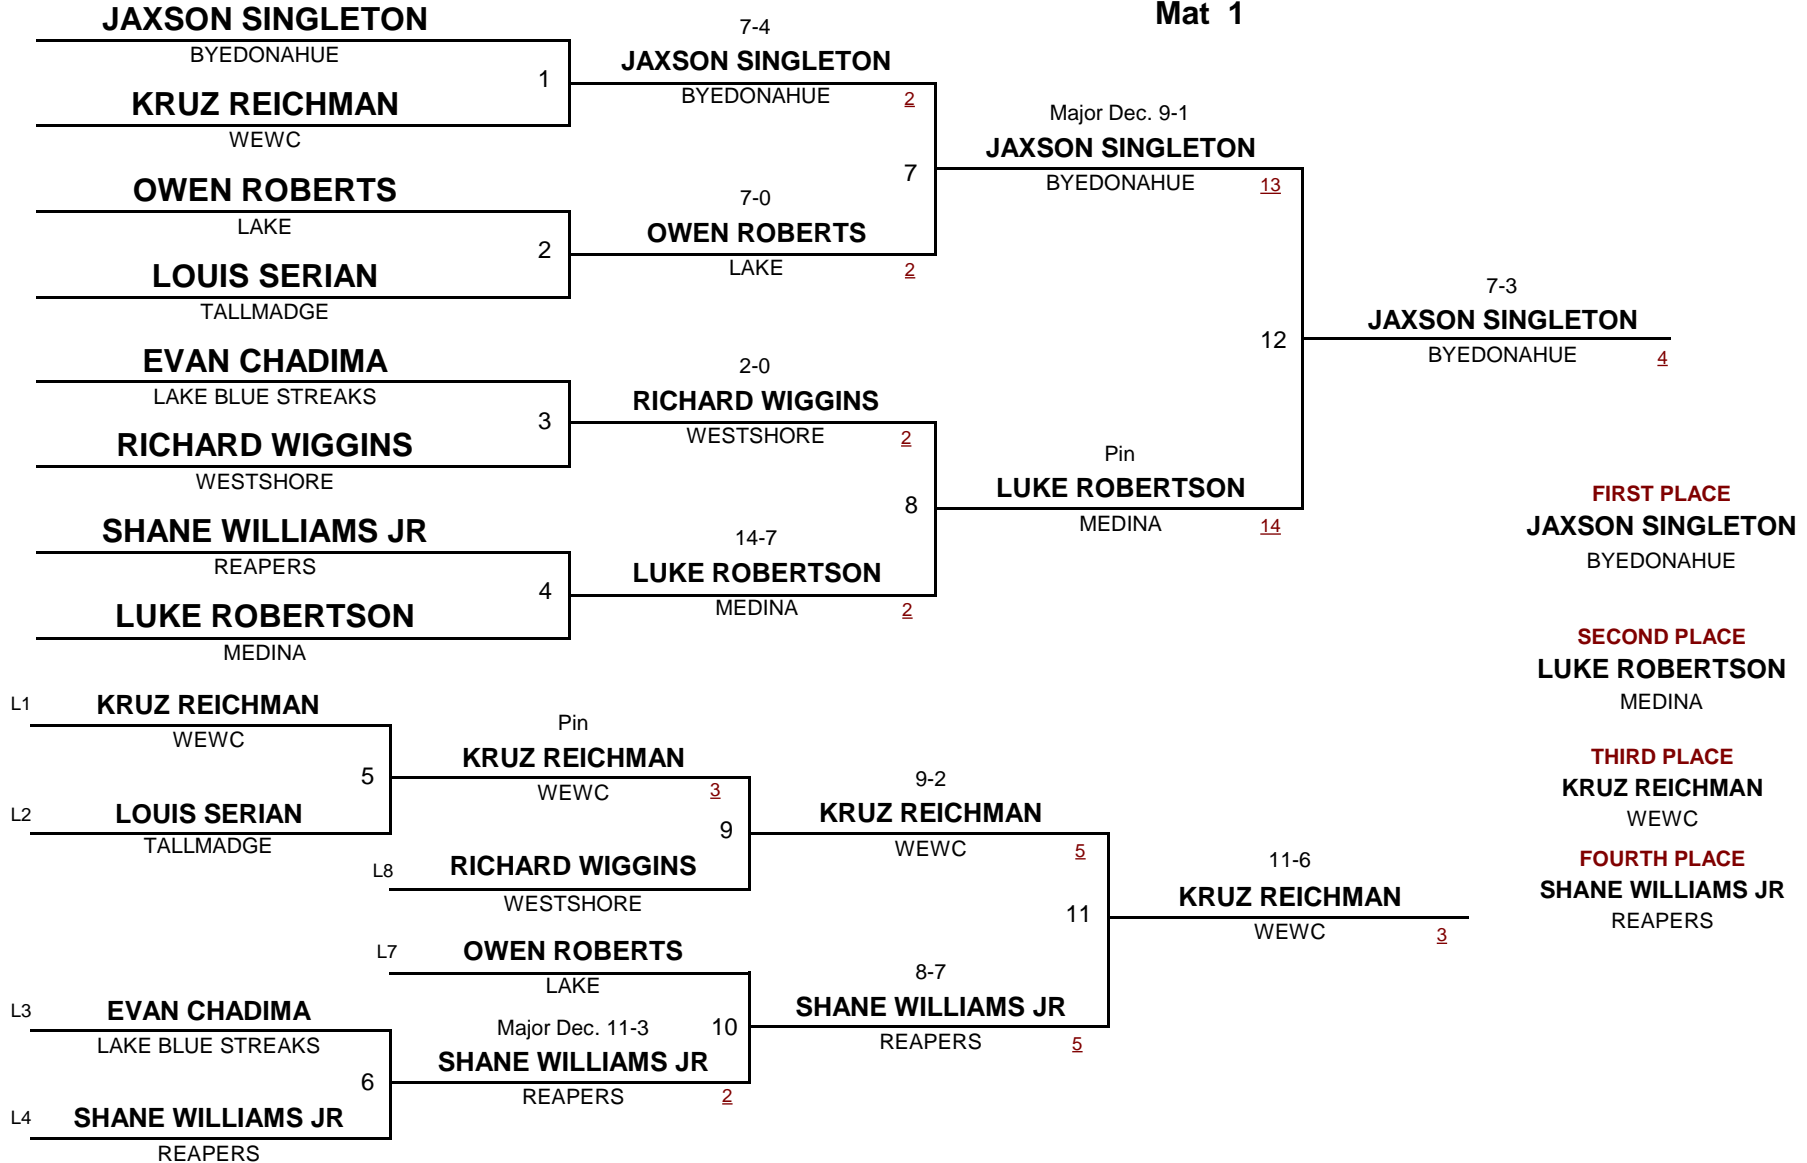 Mat 1
JAXSON SINGLETON
BYEDONAHUE
1
KRUZ REICHMAN
WEWC
OWEN ROBERTS
LAKE
2
LOUIS SERIAN
TALLMADGE
EVAN CHADIMA
LAKE BLUE STREAKS
3
RICHARD WIGGINS
WESTSHORE
SHANE WILLIAMS JR
REAPERS
4
LUKE ROBERTSON
MEDINA
7-4
JAXSON SINGLETON
BYEDONAHUE 2
7
7-0
OWEN ROBERTS
LAKE 2
2-0
RICHARD WIGGINS
WESTSHORE 2
8
14-7
LUKE ROBERTSON
MEDINA 2
Major Dec. 9-1
JAXSON SINGLETON
BYEDONAHUE 13
12
Pin
LUKE ROBERTSON
MEDINA 14
7-3
JAXSON SINGLETON
BYEDONAHUE 4
FIRST PLACE
JAXSON SINGLETON
BYEDONAHUE
SECOND PLACE
LUKE ROBERTSON
MEDINA
THIRD PLACE
KRUZ REICHMAN
WEWC
FOURTH PLACE
SHANE WILLIAMS JR
REAPERS
L1 KRUZ REICHMAN
WEWC
5
L2 LOUIS SERIAN
TALLMADGE
Pin
KRUZ REICHMAN
WEWC 3
9
L8 RICHARD WIGGINS
WESTSHORE
L7 OWEN ROBERTS
LAKE
L3 EVAN CHADIMA
LAKE BLUE STREAKS
6
L4 SHANE WILLIAMS JR
REAPERS
Major Dec. 11-3 10
SHANE WILLIAMS JR
REAPERS 2
9-2
KRUZ REICHMAN
WEWC 5
11
8-7
SHANE WILLIAMS JR
REAPERS 5
11-6
KRUZ REICHMAN
WEWC 3